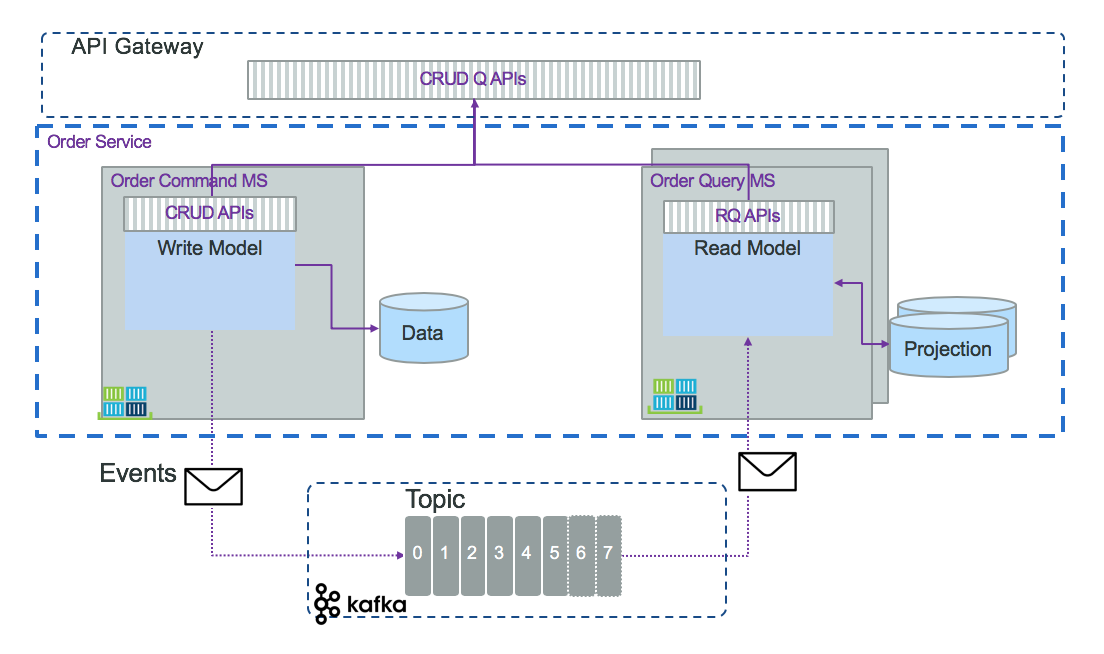 API Gateway
CRUD Q APIs
Order Service
Order Command MS
CRUD APIs
Write Model
Data
Order Query MS
RQ APIs
Read Model
Projection
Events
Topic
0 1 2 3 4 5 6 7
kafka